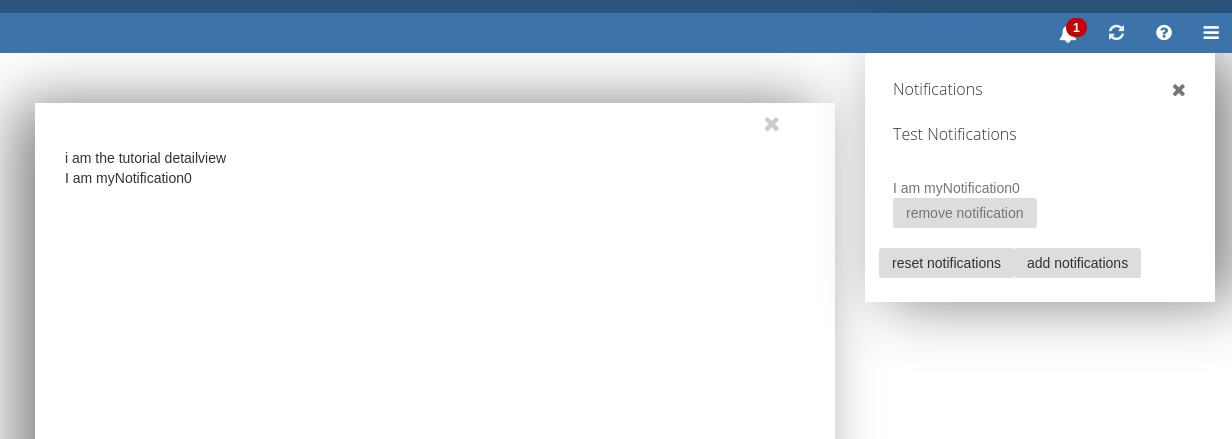 1
Notifications
Test Notifications
I am myNotification0
remove notification
reset notifications add notifications
i am the tutorial detailview
I am myNotification0